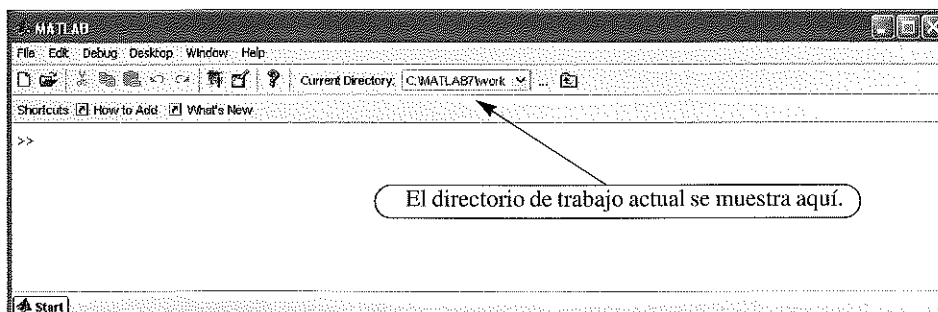 MATLAB
File Edit Debug Desktop Window Help
Current Directory: C:\MATLAB7\work ...
Shortcuts How to Add What's New
>>
El directorio de trabajo actual se muestra aquí.
Start